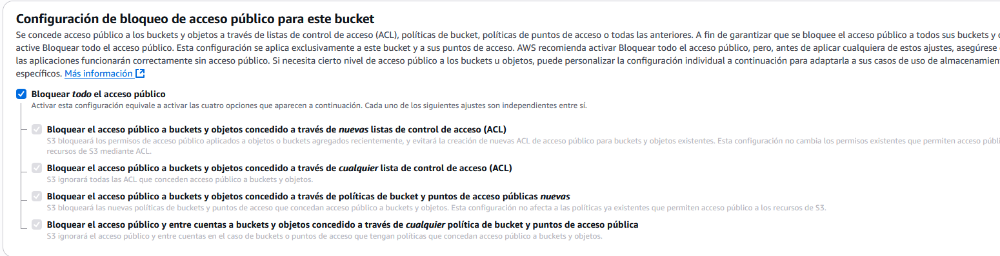 Configuración de bloqueo de acceso público para este bucket
Se concede acceso público a los buckets y objetos a través de listas de control de acceso (ACL), políticas de bucket, políticas de puntos de acceso o todas las anteriores. A fin de garantizar que se bloquee el acceso público a todos sus buckets y
active Bloquear todo el acceso público. Esta configuración se aplica exclusivamente a este bucket y a sus puntos de acceso. AWS recomienda activar Bloquear todo el acceso público, pero, antes de aplicar cualquiera de estos ajustes, asegúrese
las aplicaciones funcionarán correctamente sin acceso público. Si necesita cierto nivel de acceso público a los buckets u objetos, puede personalizar la configuración individual a continuación para adaptarla a sus casos de uso de
específicos. Más información
Bloquear todo el acceso público
Activar esta configuración equivale a activar las cuatro opciones que aparecen a continuación. Cada uno de los siguientes ajustes son independientes entre sí.
Bloquear el acceso público a buckets y objetos concedido a través de nuevas listas de control de acceso (ACL)
S3 bloqueará los permisos de acceso público aplicados a objetos o buckets agregados recientemente, y evitará la creación de nuevas ACL de acceso público para buckets y objetos existentes. Esta configuración no cambia los permisos existentes que permiten acceso
recursos de S3 mediante ACL.
Bloquear el acceso público a buckets y objetos concedido a través de cualquier lista de control de acceso (ACL)
S3 ignorará todas las ACL que conceden acceso público a buckets y objetos.
Bloquear el acceso público a buckets y objetos concedido a través de políticas de bucket y puntos de acceso públicas nuevas
S3 bloqueará las nuevas políticas de buckets y puntos de acceso que concedan acceso público a buckets y objetos. Esta configuración no afecta a las políticas ya existentes que permiten acceso público a los recursos de S3.
Bloquear el acceso público y entre cuentas a buckets y objetos concedido a través de cualquier política de bucket y puntos de acceso pública
S3 ignorará el acceso público y entre cuentas en el caso de buckets o puntos de acceso que tengan políticas que concedan acceso público a buckets y objetos.